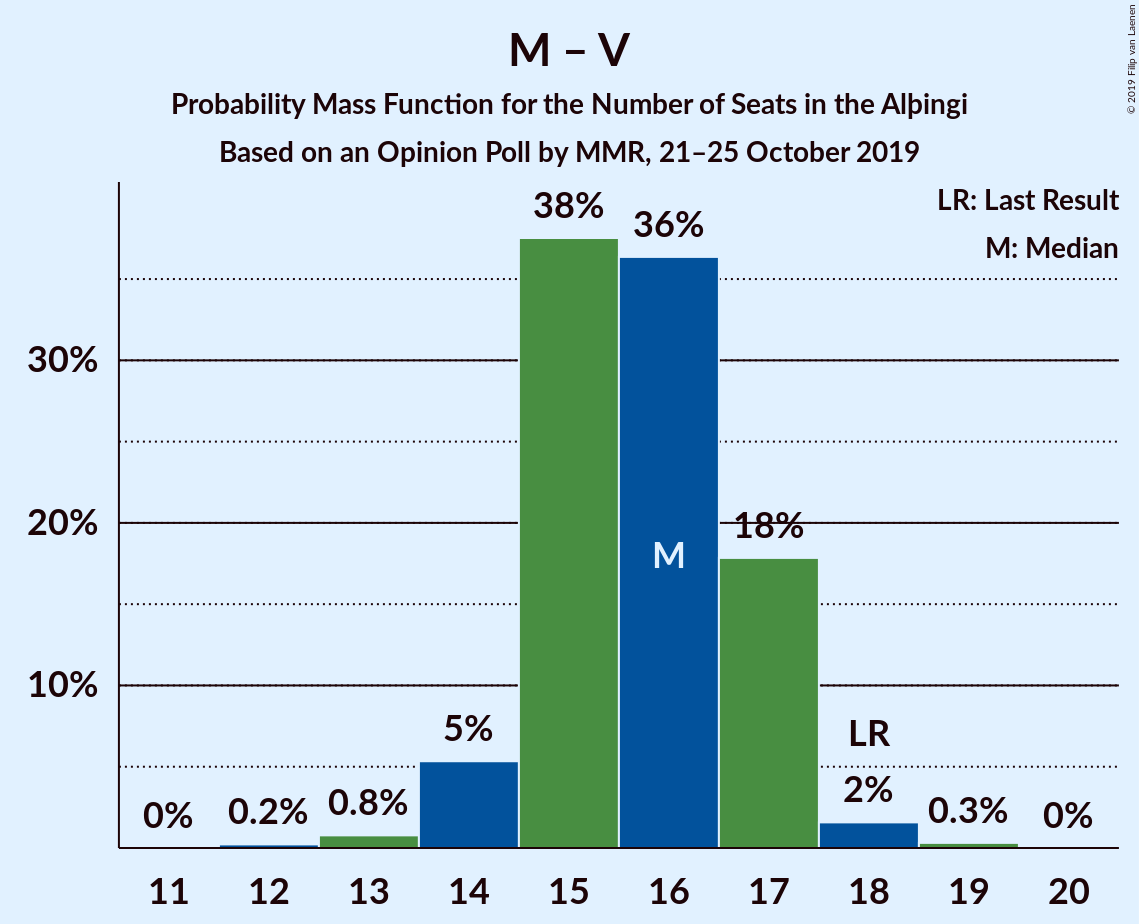 M – V
Probability Mass Function for the Number of Seats in the Alþingi
Based on an Opinion Poll by MMR, 21–25 October 2019
© 2019 Filip van Laenen
LR: Last Result
M: Median
38%
36%
30%
20%
18%
M
10%
5%
LR
2%
0%
0.2%
0.8%
0.3%
0%
11 12 13 14 15 16 17 18 19 20